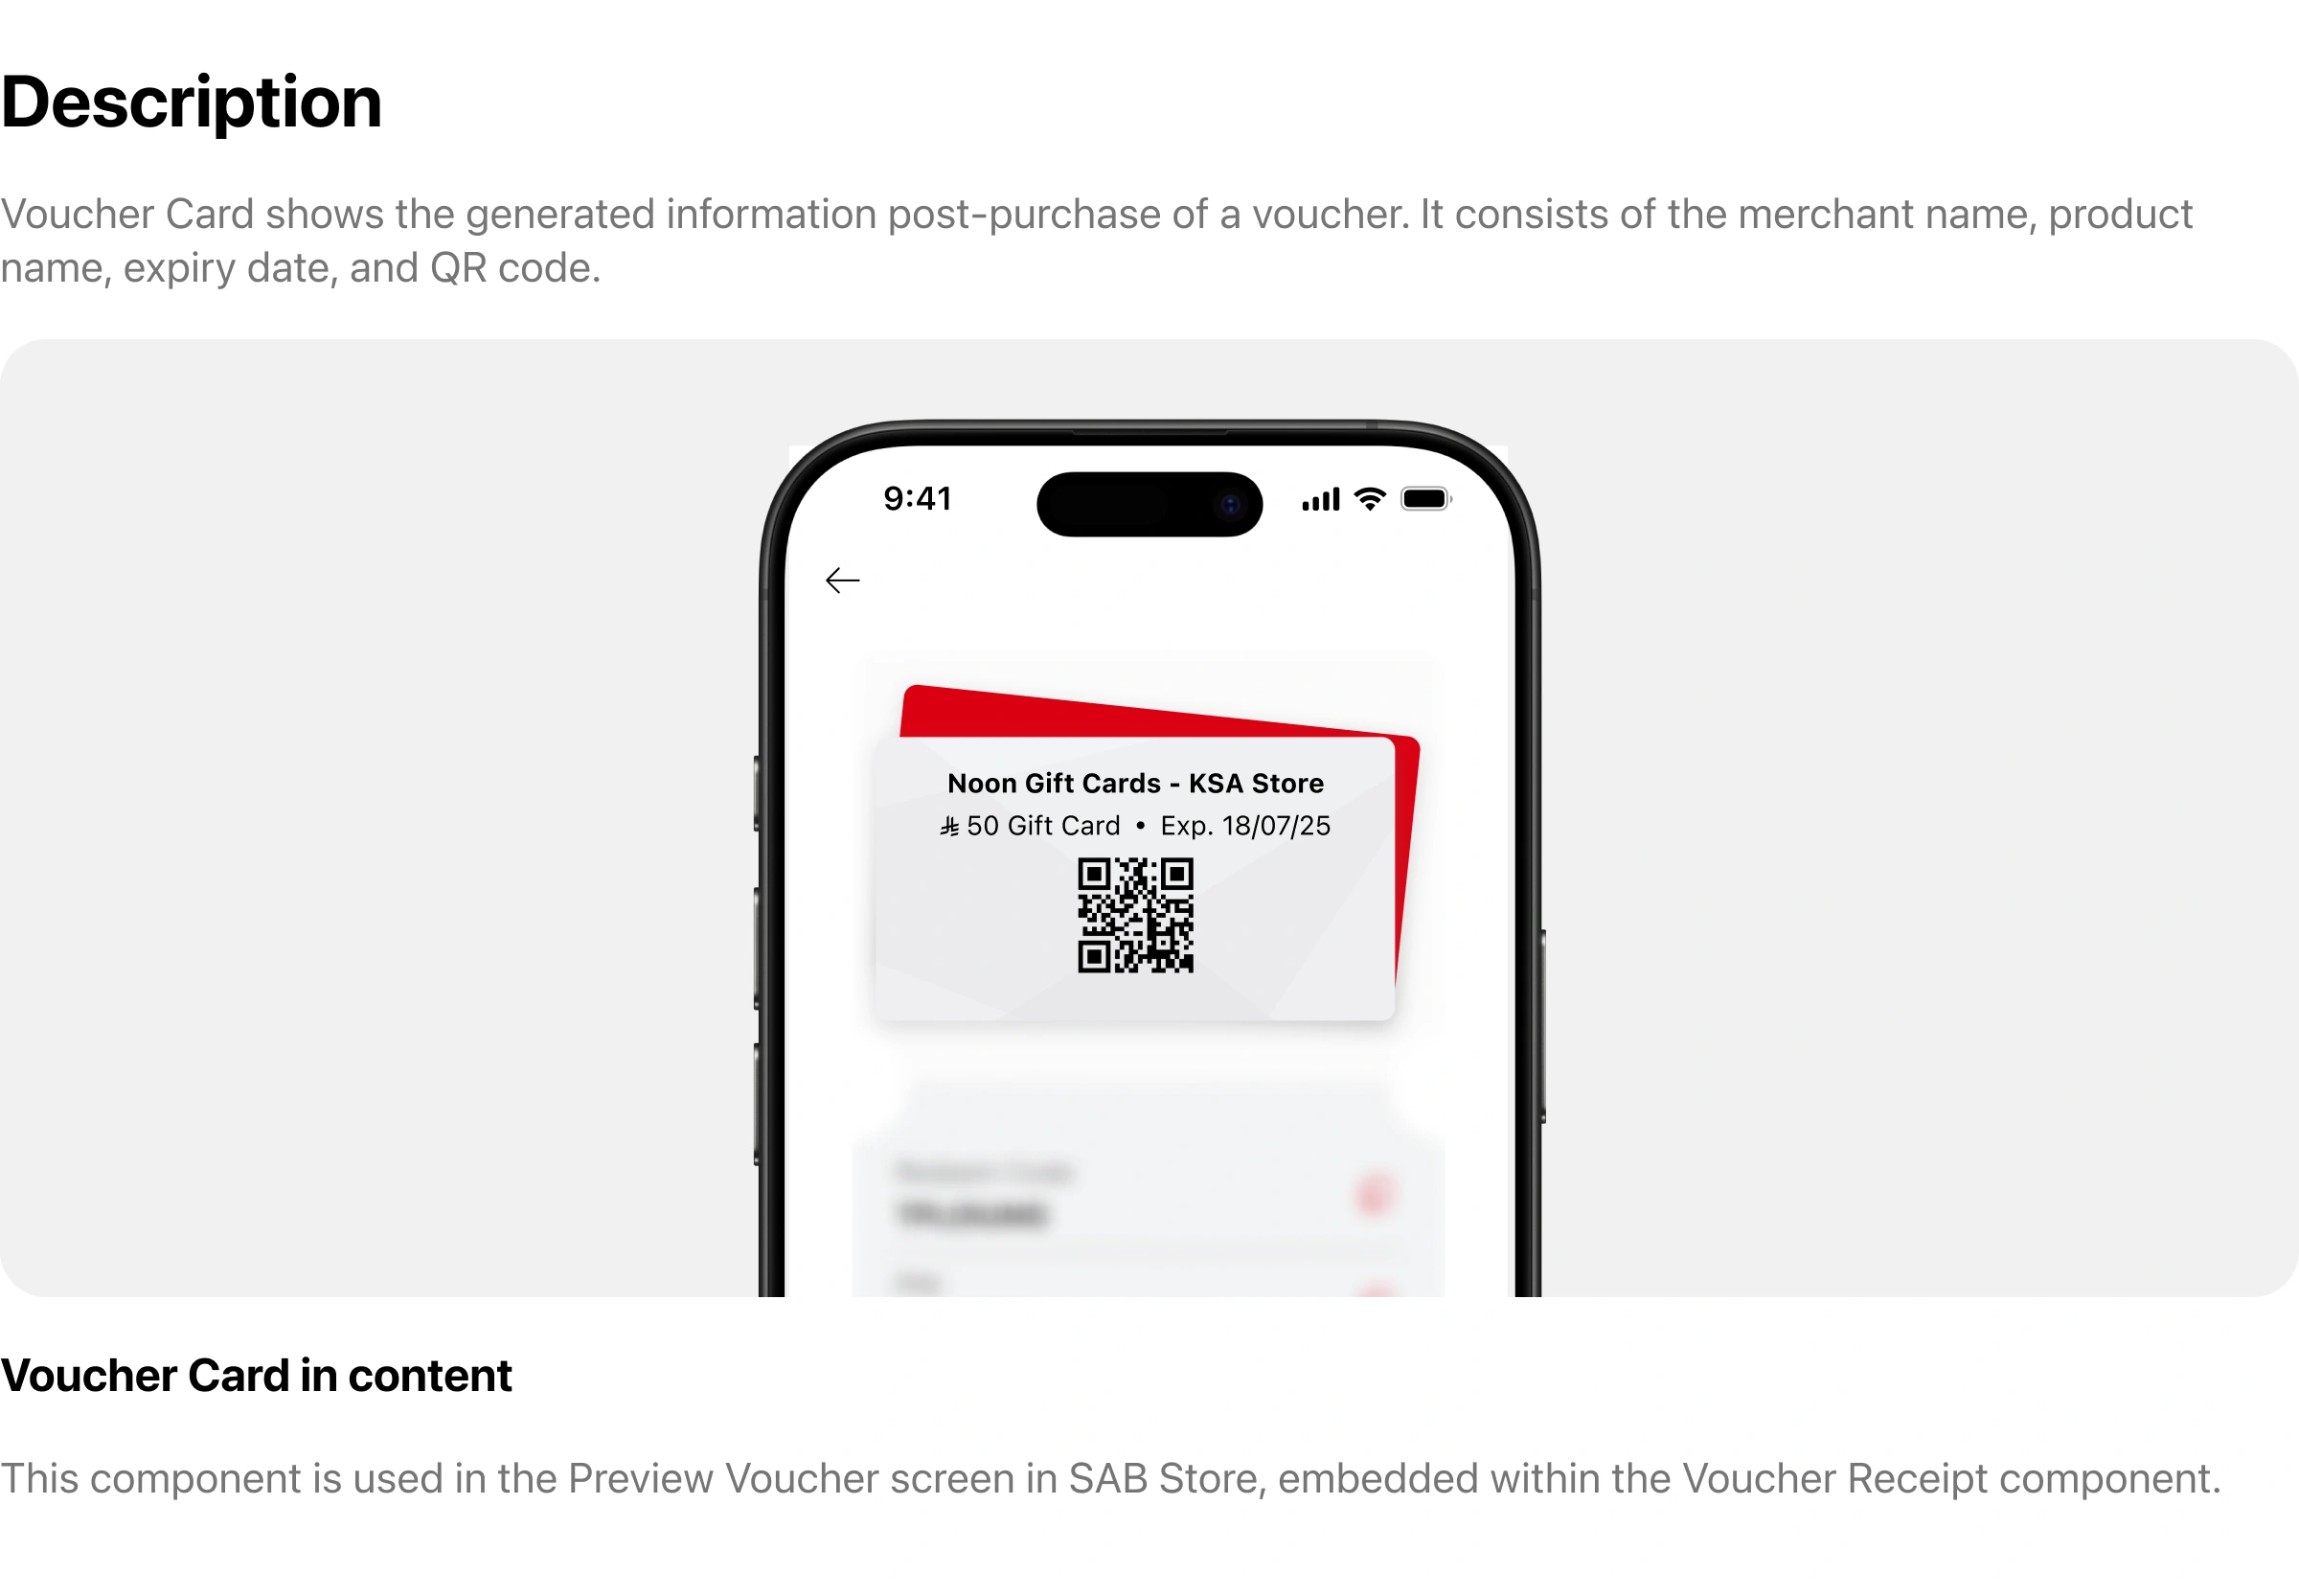 Description
Voucher Card shows the generated information post-purchase of a voucher. It consists of the merchant name, product
name, expiry date, and QR code.
9:41
Noon Gift Cards - KSA Store
⃁ 50 Gift Card • Exp. 18/07/25
Voucher Card in content
This component is used in the Preview Voucher screen in SAB Store, embedded within the Voucher Receipt component.